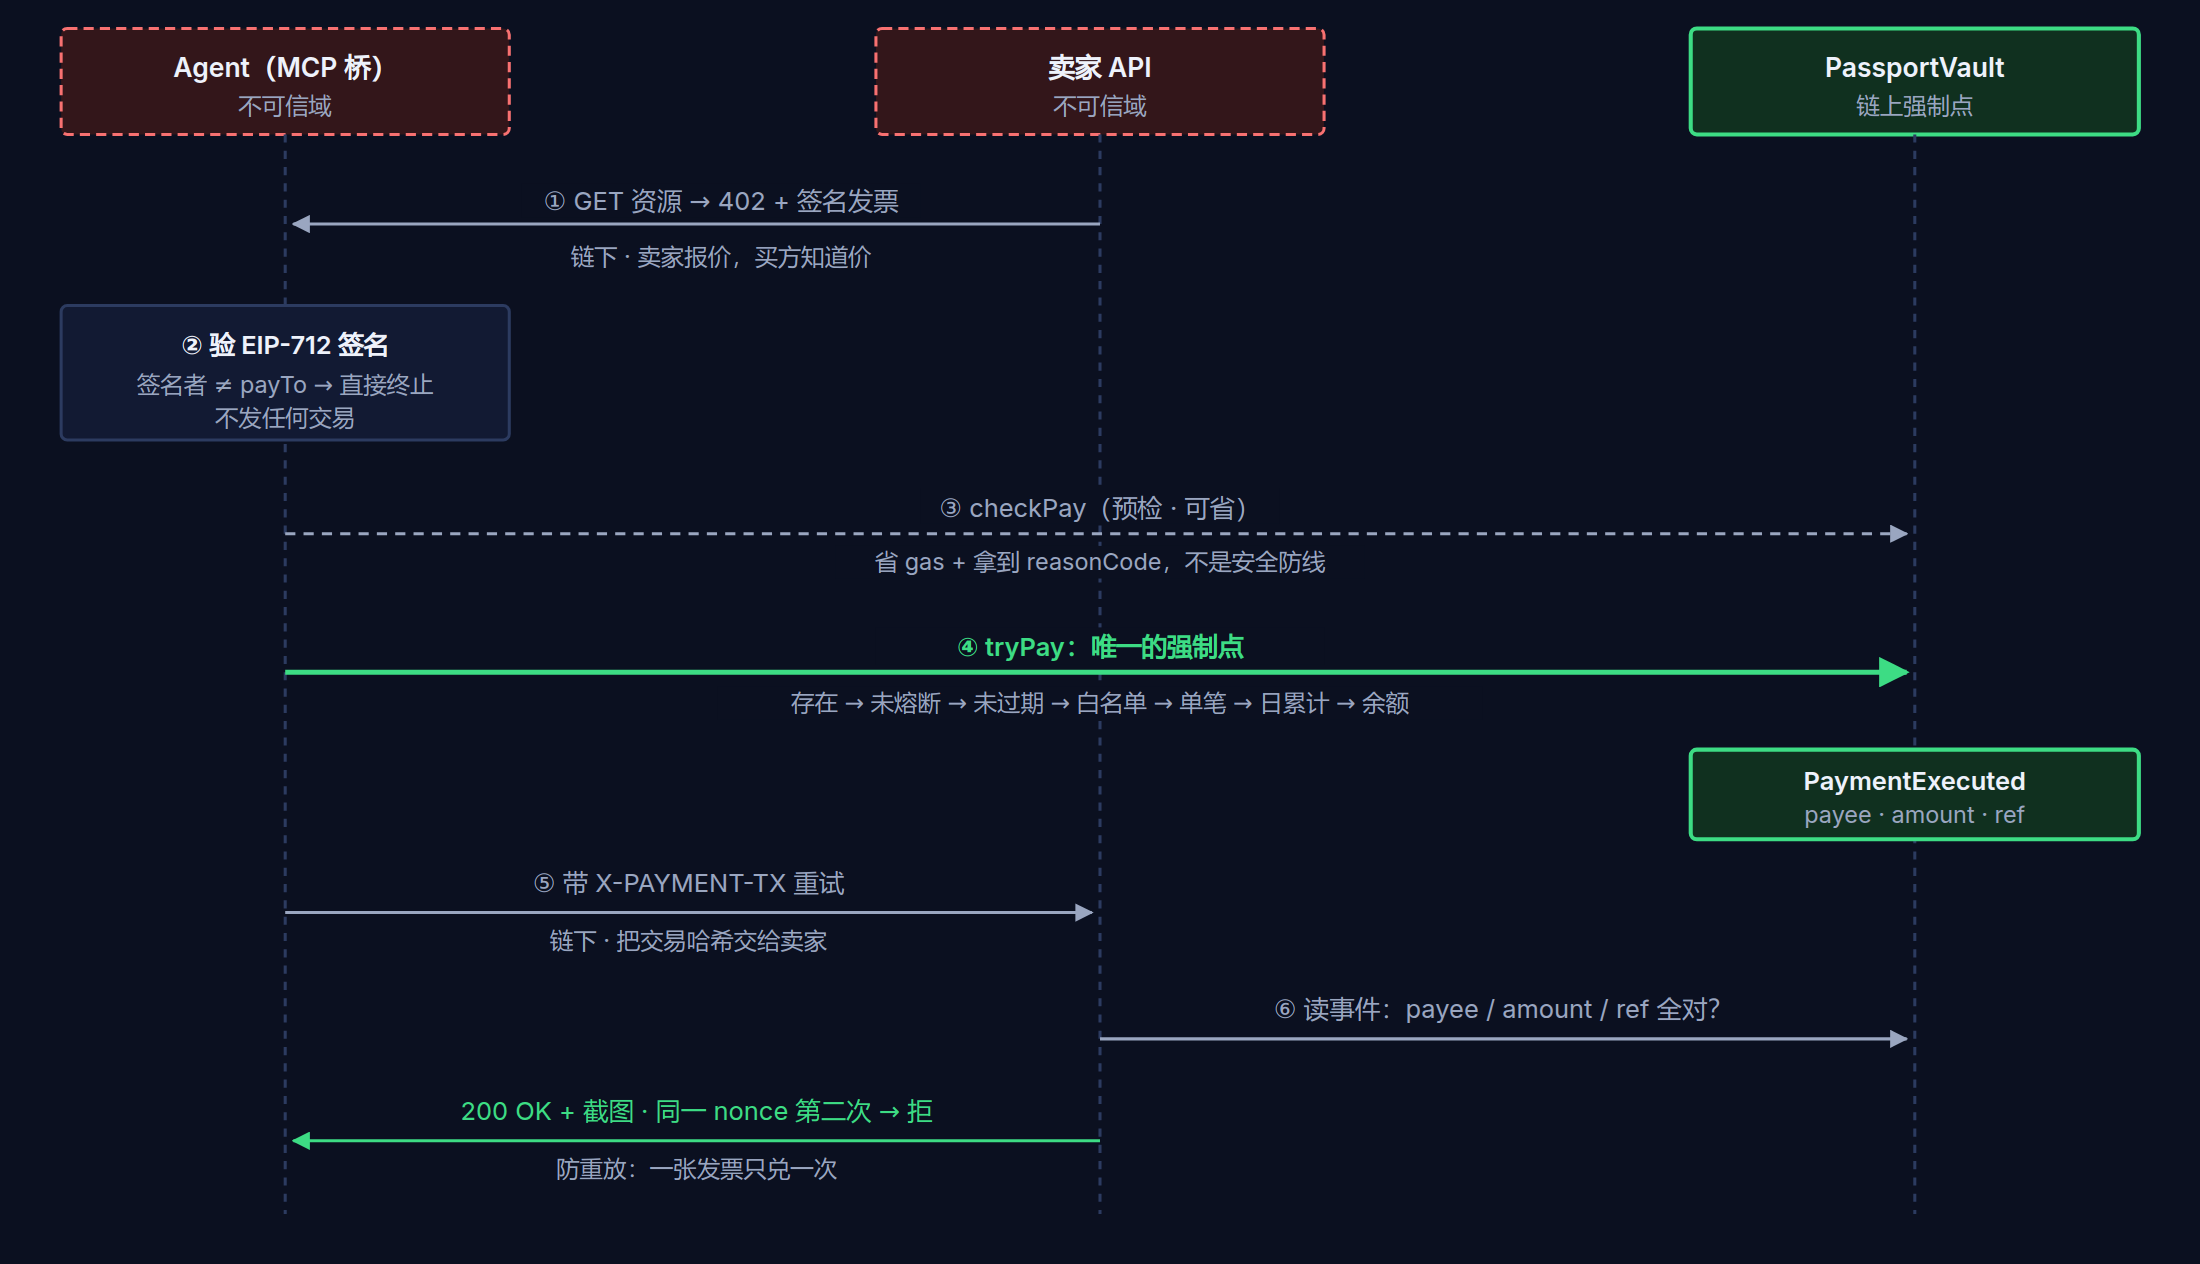 Agent（MCP 桥）
不可信域
卖家 API
不可信域
PassportVault
链上强制点
① GET 资源 → 402 + 签名发票
链下 · 卖家报价，买方知道价
② 验 EIP-712 签名
签名者 ≠ payTo → 直接终止
不发任何交易
③ checkPay（预检 · 可省）
省 gas + 拿到 reasonCode，不是安全防线
④ tryPay：唯一的强制点
存在 → 未熔断 → 未过期 → 白名单 → 单笔 → 日累计 → 余额
PaymentExecuted
payee · amount · ref
⑤ 带 X-PAYMENT-TX 重试
链下 · 把交易哈希交给卖家
⑥ 读事件：payee / amount / ref 全对？
200 OK + 截图 · 同一 nonce 第二次 → 拒
防重放：一张发票只兑一次